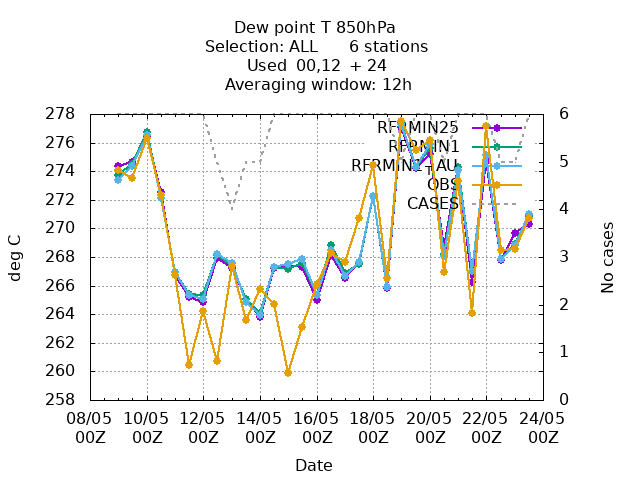 Dew point T 850hPa
Selection: ALL 6 stations
Used 00,12 + 24
Averaging window: 12h
RFRMIN25
RFRMIN1
RFRMIN1_AU
OBS
CASES
278
276
274
272
270
268
266
264
262
260
258
6
5
4
3
2
1
0
deg C
No cases
08/05 10/05 12/05 14/05 16/05 18/05 20/05 22/05 24/05
00Z 00Z 00Z 00Z 00Z 00Z 00Z 00Z 00Z
Date